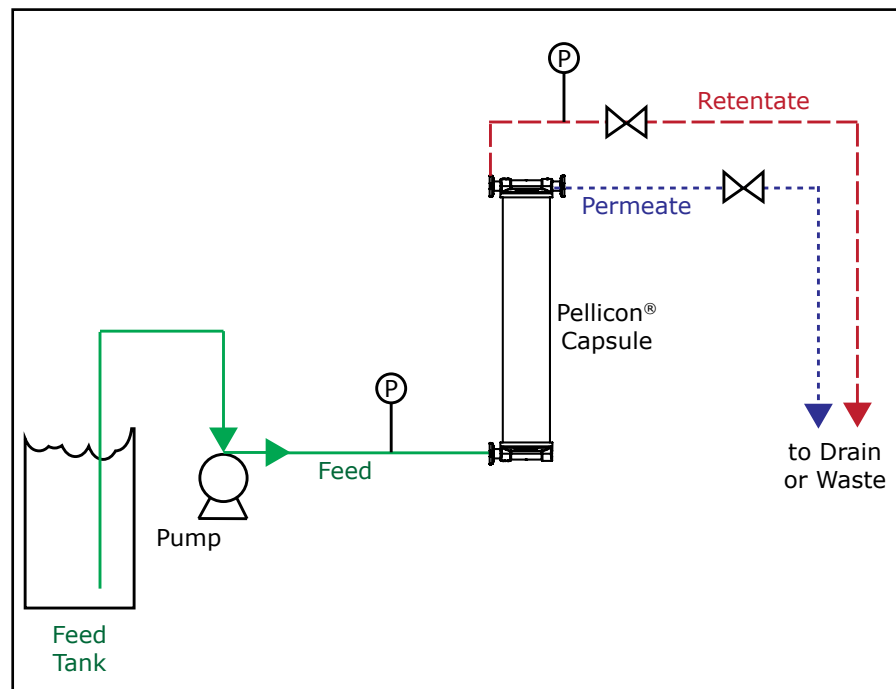 P
Retentate
Permeate
Pellicon®
Capsule
P
Feed
to Drain
or Waste
Pump
Feed
Tank